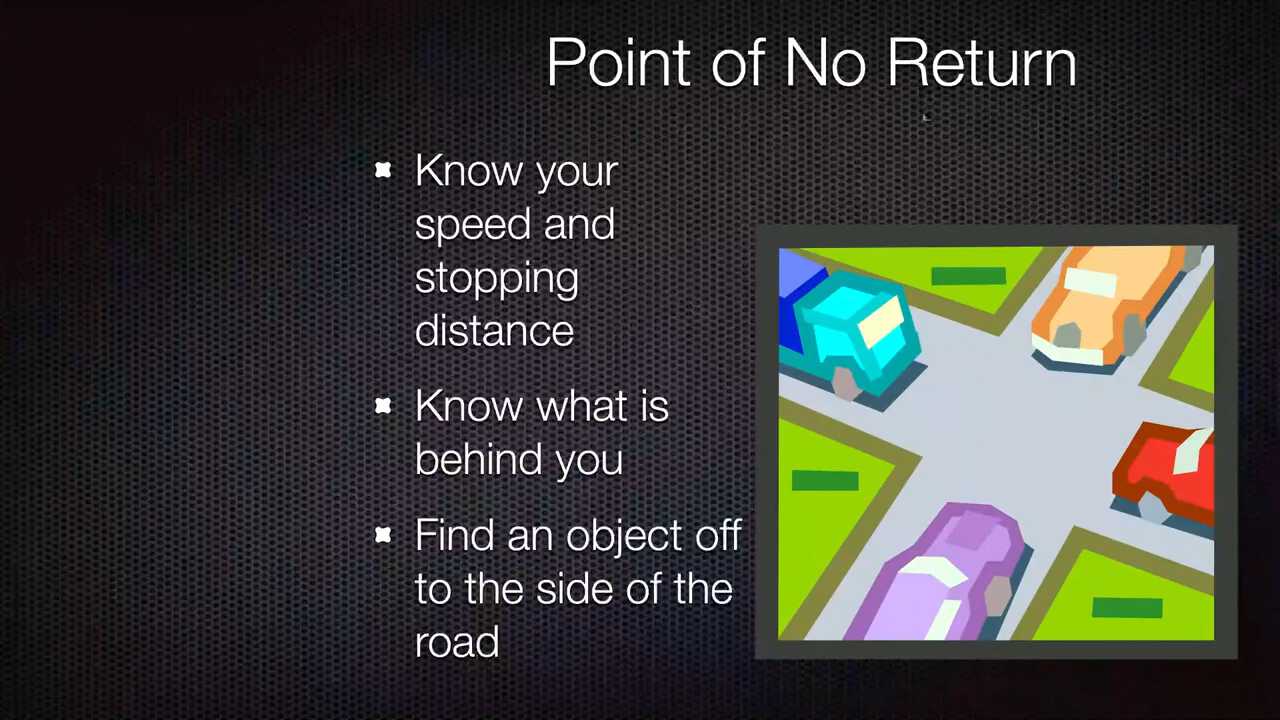 Point of No Return
Know your
speed and
stopping
distance
Know what is
behind you
Find an object off
to the side of the
road